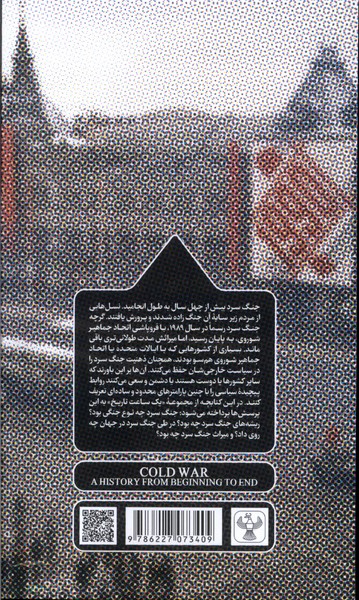 جنگ سرد بیش از چهل سال به طول انجامید. نسل‌هایی
از مردم زیر سایهٔ آن جنگ زاده شدند و پرورش یافتند. گرچه
جنگ سرد رسماً در سال ۱۹۸۹، با فروپاشی اتحاد جماهیر
شوروی، به پایان رسید، اما میراثش مدت طولانی‌تری باقی
ماند. بسیاری از کشورهایی که با ایالات متحده یا اتحاد
جماهیر شوروی هم‌سو بودند، همچنان ذهنیت جنگ سرد را
در سیاست خارجی‌شان حفظ می‌کنند. آن‌ها بر این باورند که
سایر کشورها یا دوست هستند یا دشمن و سعی می‌کنند روابط
پیچیدهٔ سیاسی را با چنین پارامترهای محدود و ساده‌ای تعریف
کنند. در این کتابچه از مجموعهٔ «یک ساعت تاریخ»، به این
پرسش‌ها پرداخته می‌شود: جنگ سرد چه نوع جنگی بود؟
ریشه‌های جنگ سرد چه بود؟ در طی جنگ سرد در جهان چه
روی داد؟ و میراث جنگ سرد چه بود؟
COLD WAR
A HISTORY FROM BEGINNING TO END
9 786227 073409